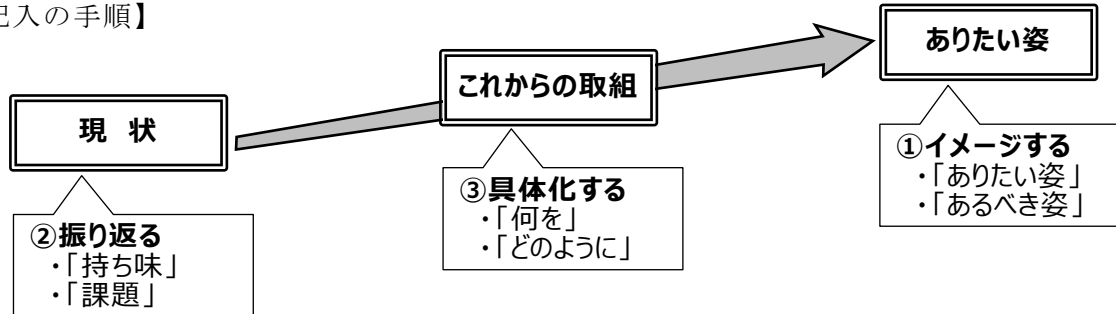 記入の手順】
ありたい姿
これからの取組
現 状
①イメージする
・「ありたい姿」
・「あるべき姿」
③具体化する
・「何を」
・「どのように」
②振り返る
・「持ち味」
・「課題」